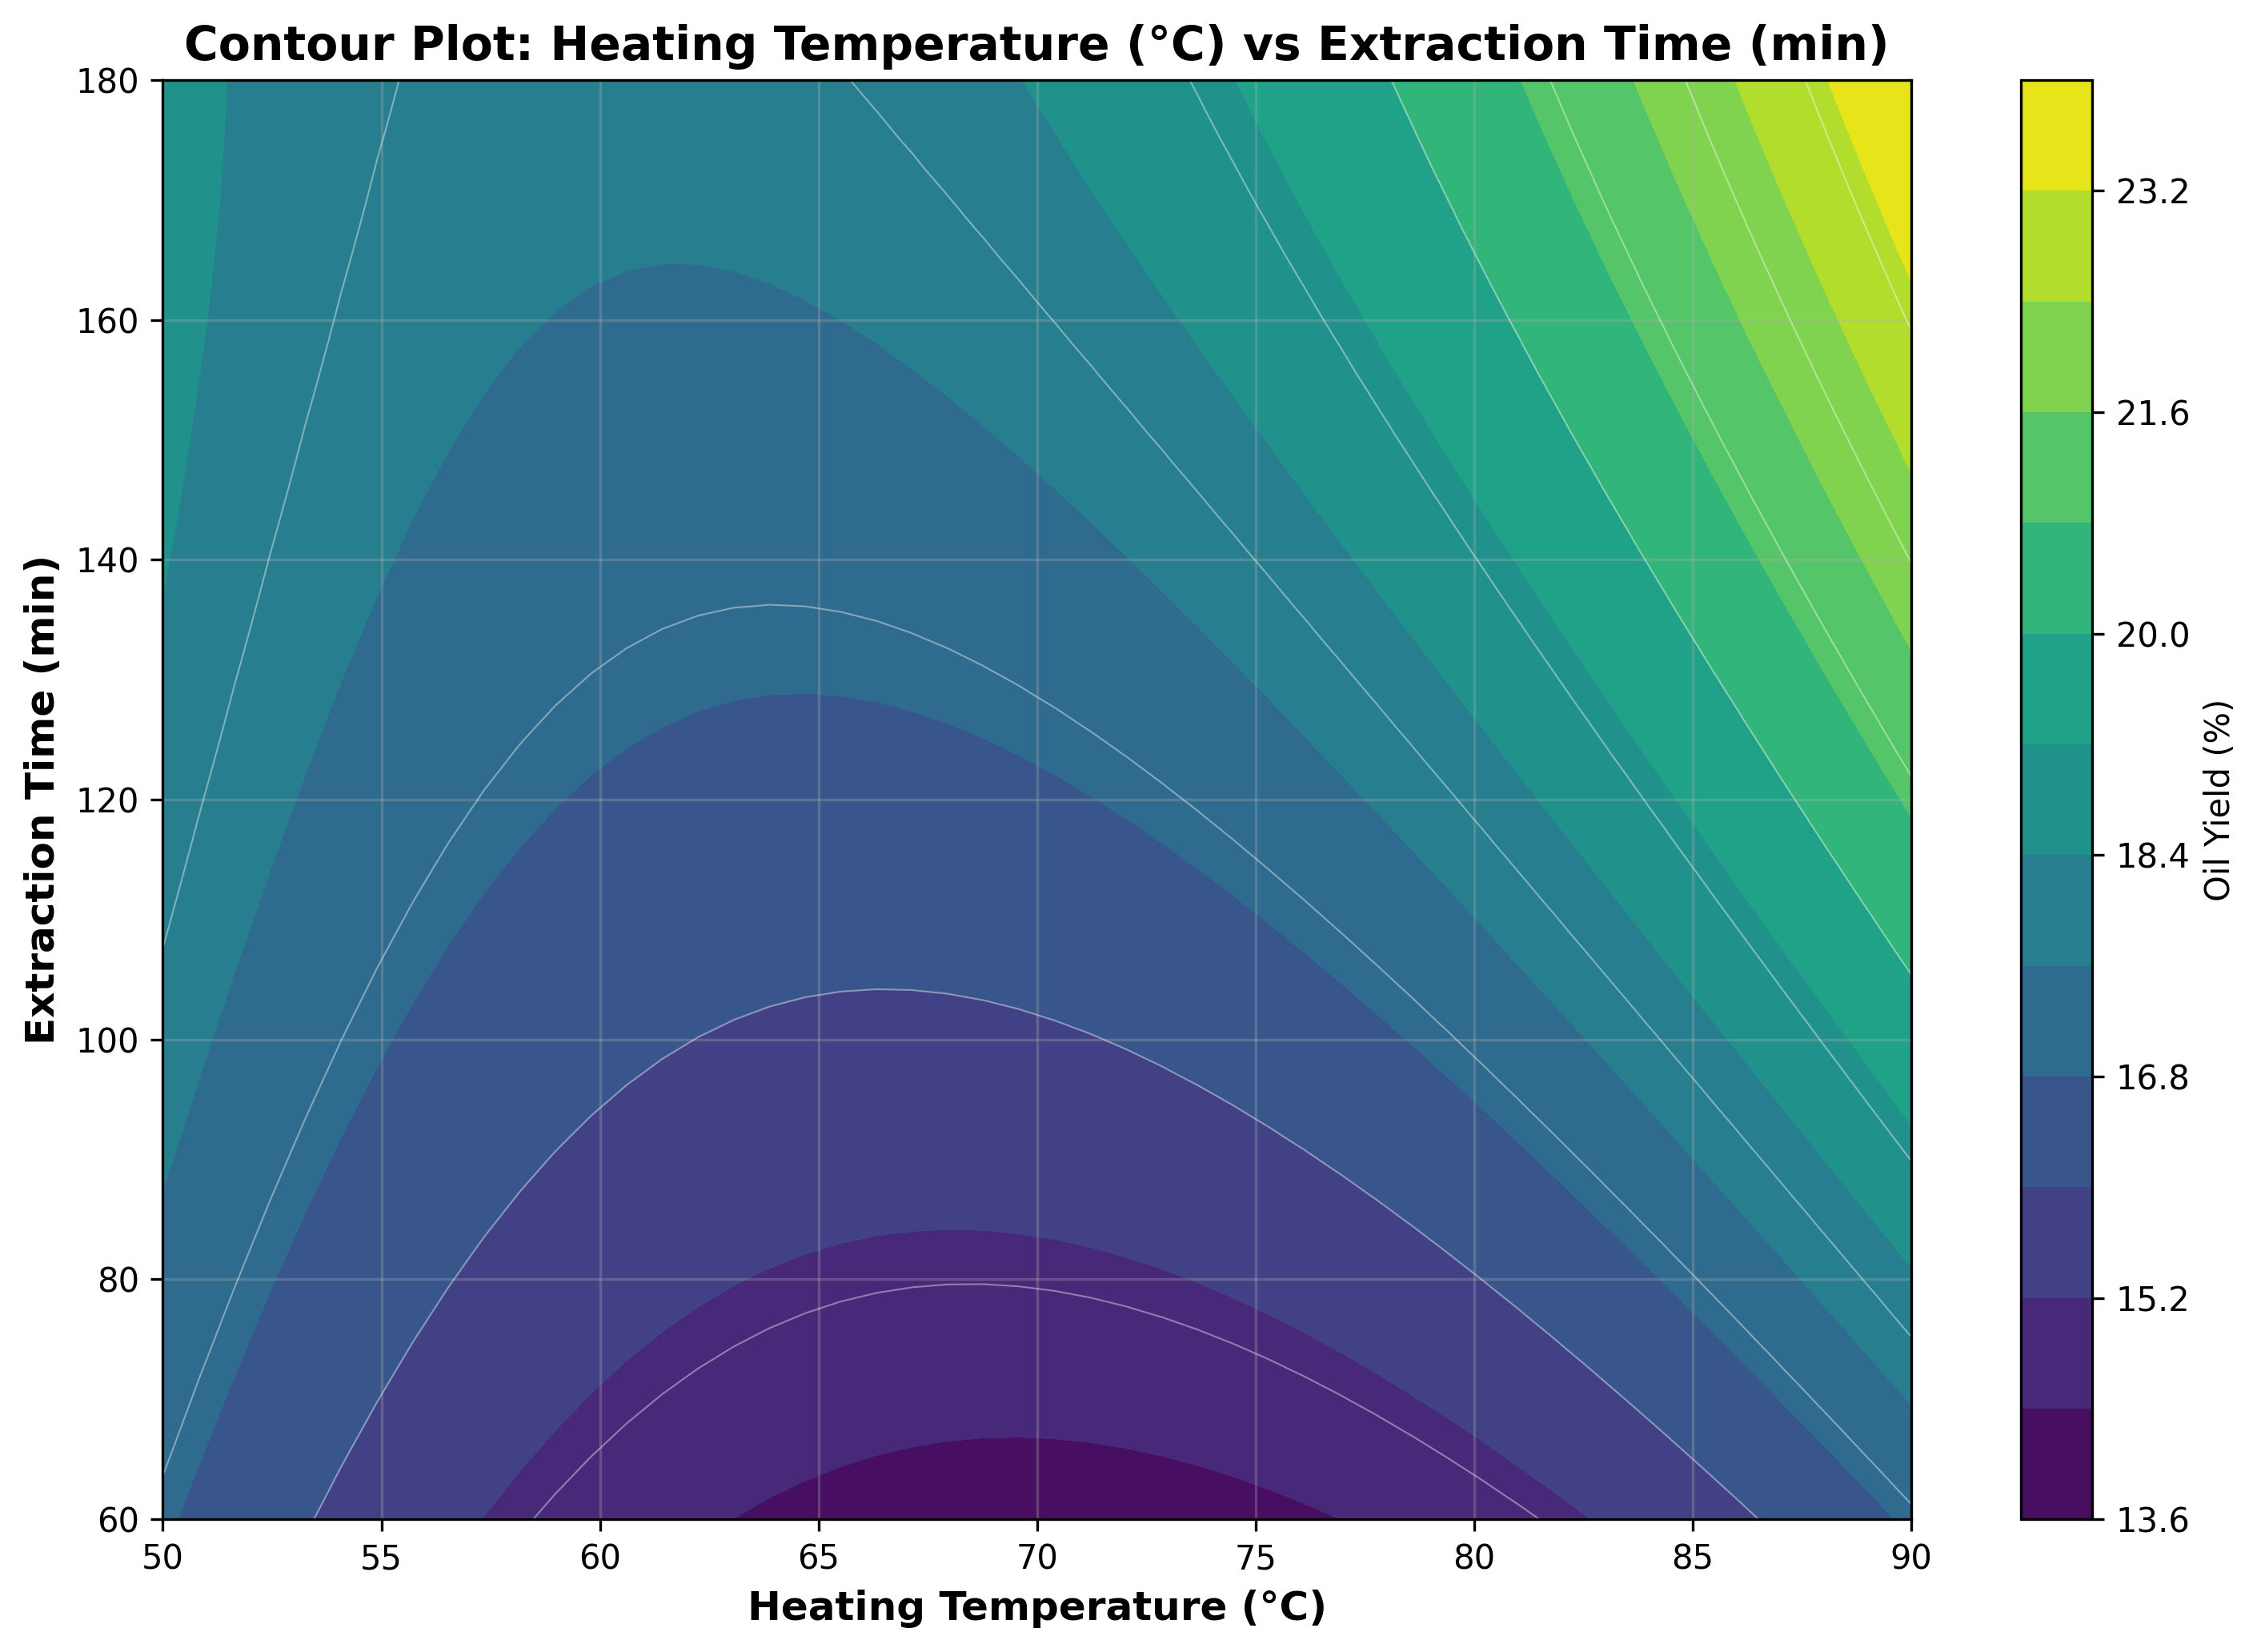 Contour Plot: Heating Temperature (°C) vs Extraction Time (min)
180
160
140
120
100
80
60
Extraction Time (min)
50 55 60 65 70 75 80 85 90
Heating Temperature (°C)
23.2
21.6
20.0
18.4
16.8
15.2
13.6
Oil Yield (%)